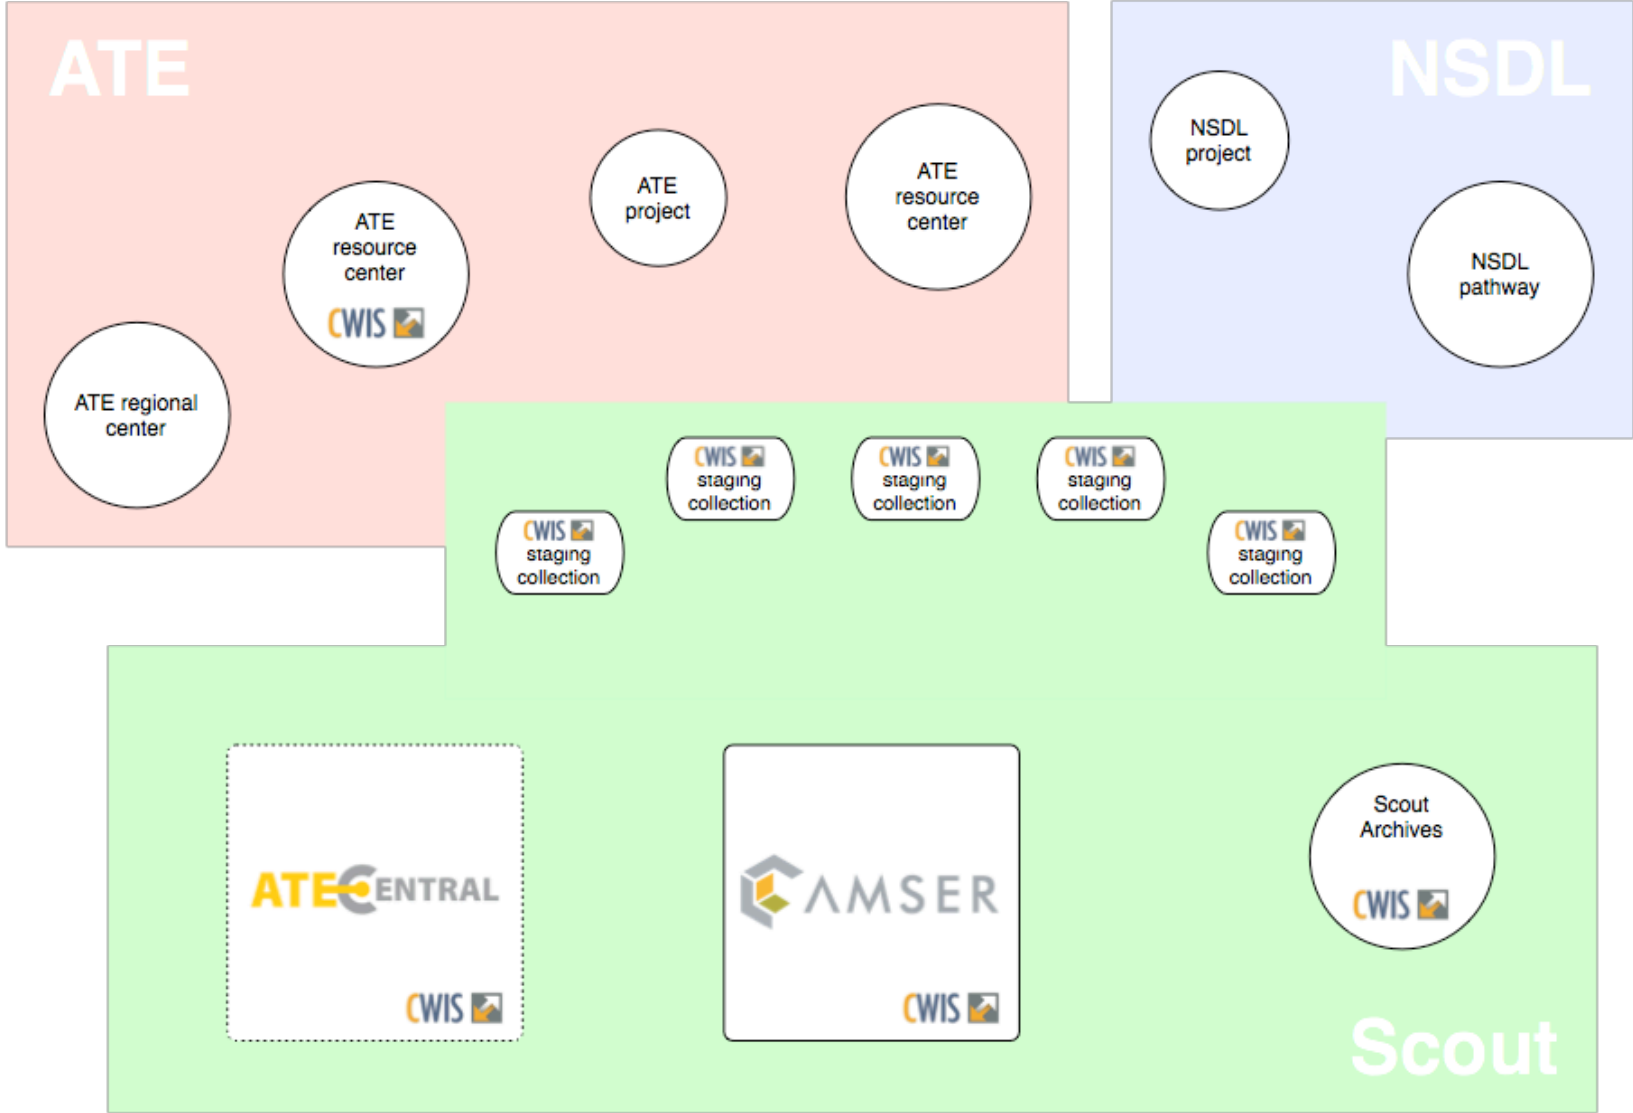 ATE
NSDL
NSDL
project
ATE
project
ATE
resource
center
ATE
resource
center
CWIS
NSDL
pathway
ATE regional
center
CWIS
staging
collection
CWIS
staging
collection
CWIS
staging
collection
CWIS
staging
collection
CWIS
staging
collection
ATECENTRAL
CWIS
CAMSER
CWIS
Scout
Archives
CWIS
Scout